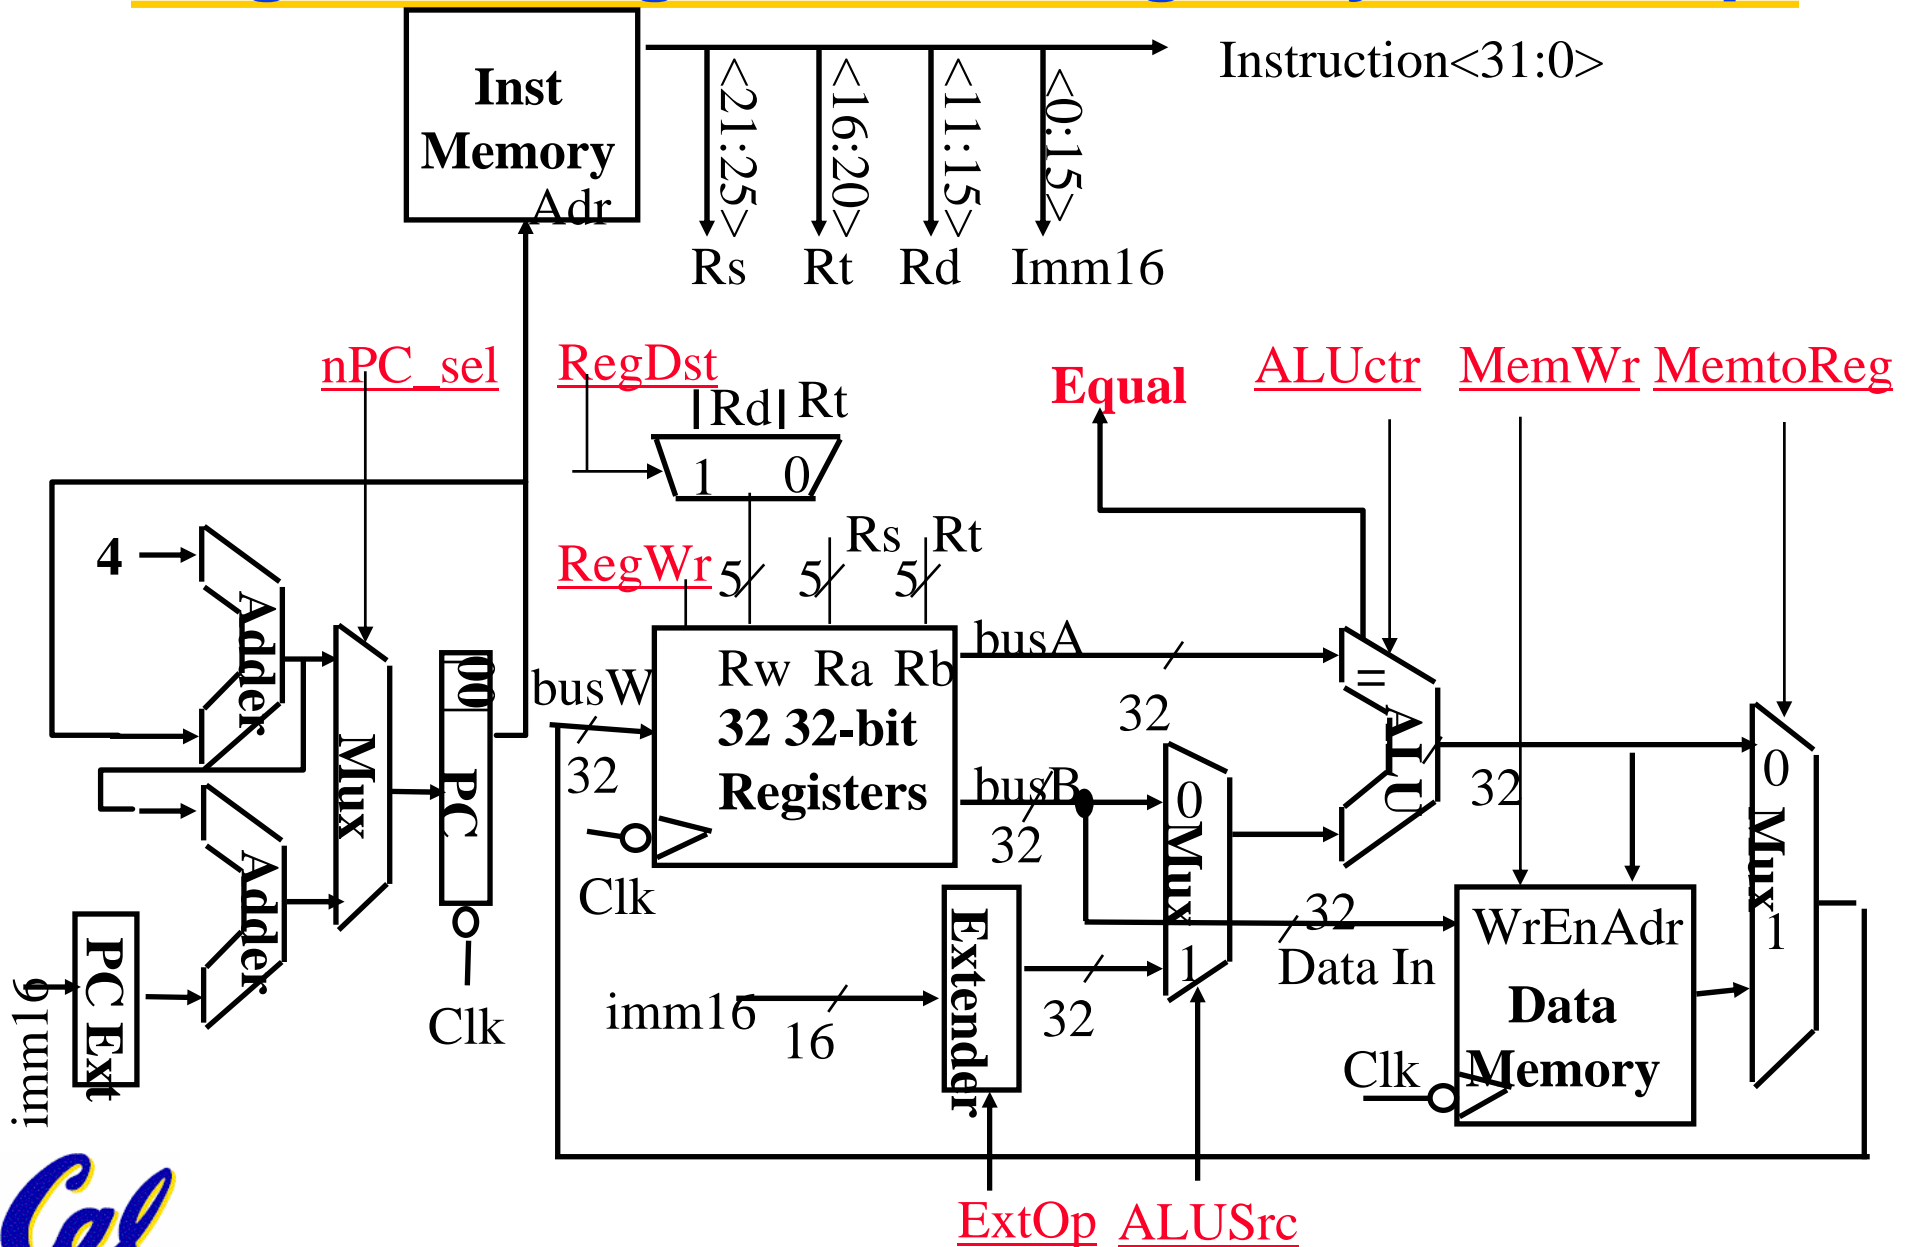 Inst
Memory
Adr
Instruction<31:0>
<21:25>
<16:20>
<11:15>
<0:15>
Rs Rt Rd Imm16
nPC_sel RegDst ALUctr MemWr MemtoReg
Equal
Rd Rt
1 0
Rs Rt
4
RegWr 5 5 5
Adder
busA
busW Rw Ra Rb
00
=
32 32-bit
Registers
32
32
Mux
PC
busB
32
0
Mux
1
ALU
32
0
Mux
1
Clk
Adder
32
WrEn Adr
Data In
Data
Memory
Extender
imm16
PC Ext
Clk
imm16
16
32
Clk
Cal
ExtOp ALUSrc